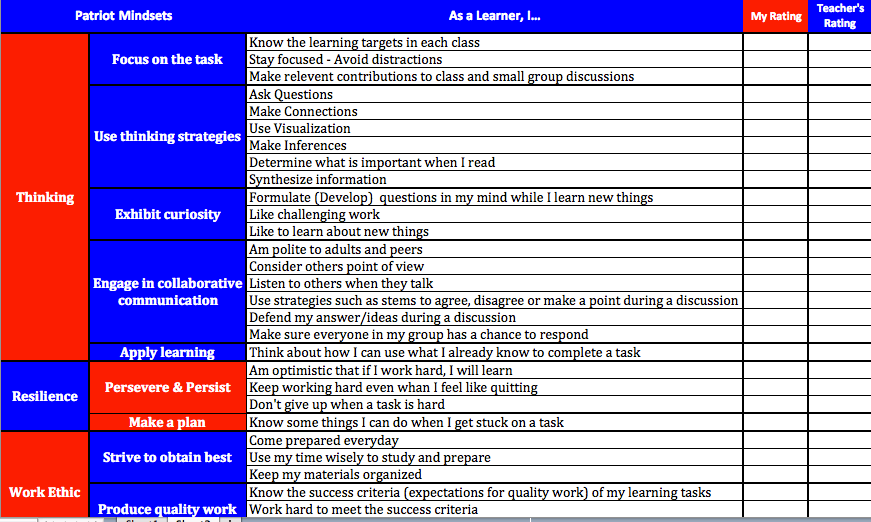 Patriot Mindsets
As a Learner, I...
My Rating
Teacher's
Rating
Thinking
Focus on the task
Know the learning targets in each class
Stay focused - Avoid distractions
Make relevent contributions to class and small group discussions
Use thinking strategies
Ask Questions
Make Connections
Use Visualization
Make Inferences
Determine what is important when I read
Synthesize information
Exhibit curiosity
Formulate (Develop)  questions in my mind while I learn new things
Like challenging work
Like to learn about new things
Engage in collaborative
communication
Am polite to adults and peers
Consider others point of view
Listen to others when they talk
Use strategies such as stems to agree, disagree or make a point during a discussion
Defend my answer/ideas during a discussion
Make sure everyone in my group has a chance to respond
Apply learning
Think about how I can use what I already know to complete a task
Resilience
Persevere & Persist
Am optimistic that if I work hard, I will learn
Keep working hard even whan I feel like quitting
Don't give up when a task is hard
Make a plan
Know some things I can do when I get stuck on a task
Work Ethic
Strive to obtain best
Come prepared everyday
Use my time wisely to study and prepare
Keep my materials organized
Produce quality work
Know the success criteria (expectations for quality work) of my learning tasks
Work hard to meet the success criteria